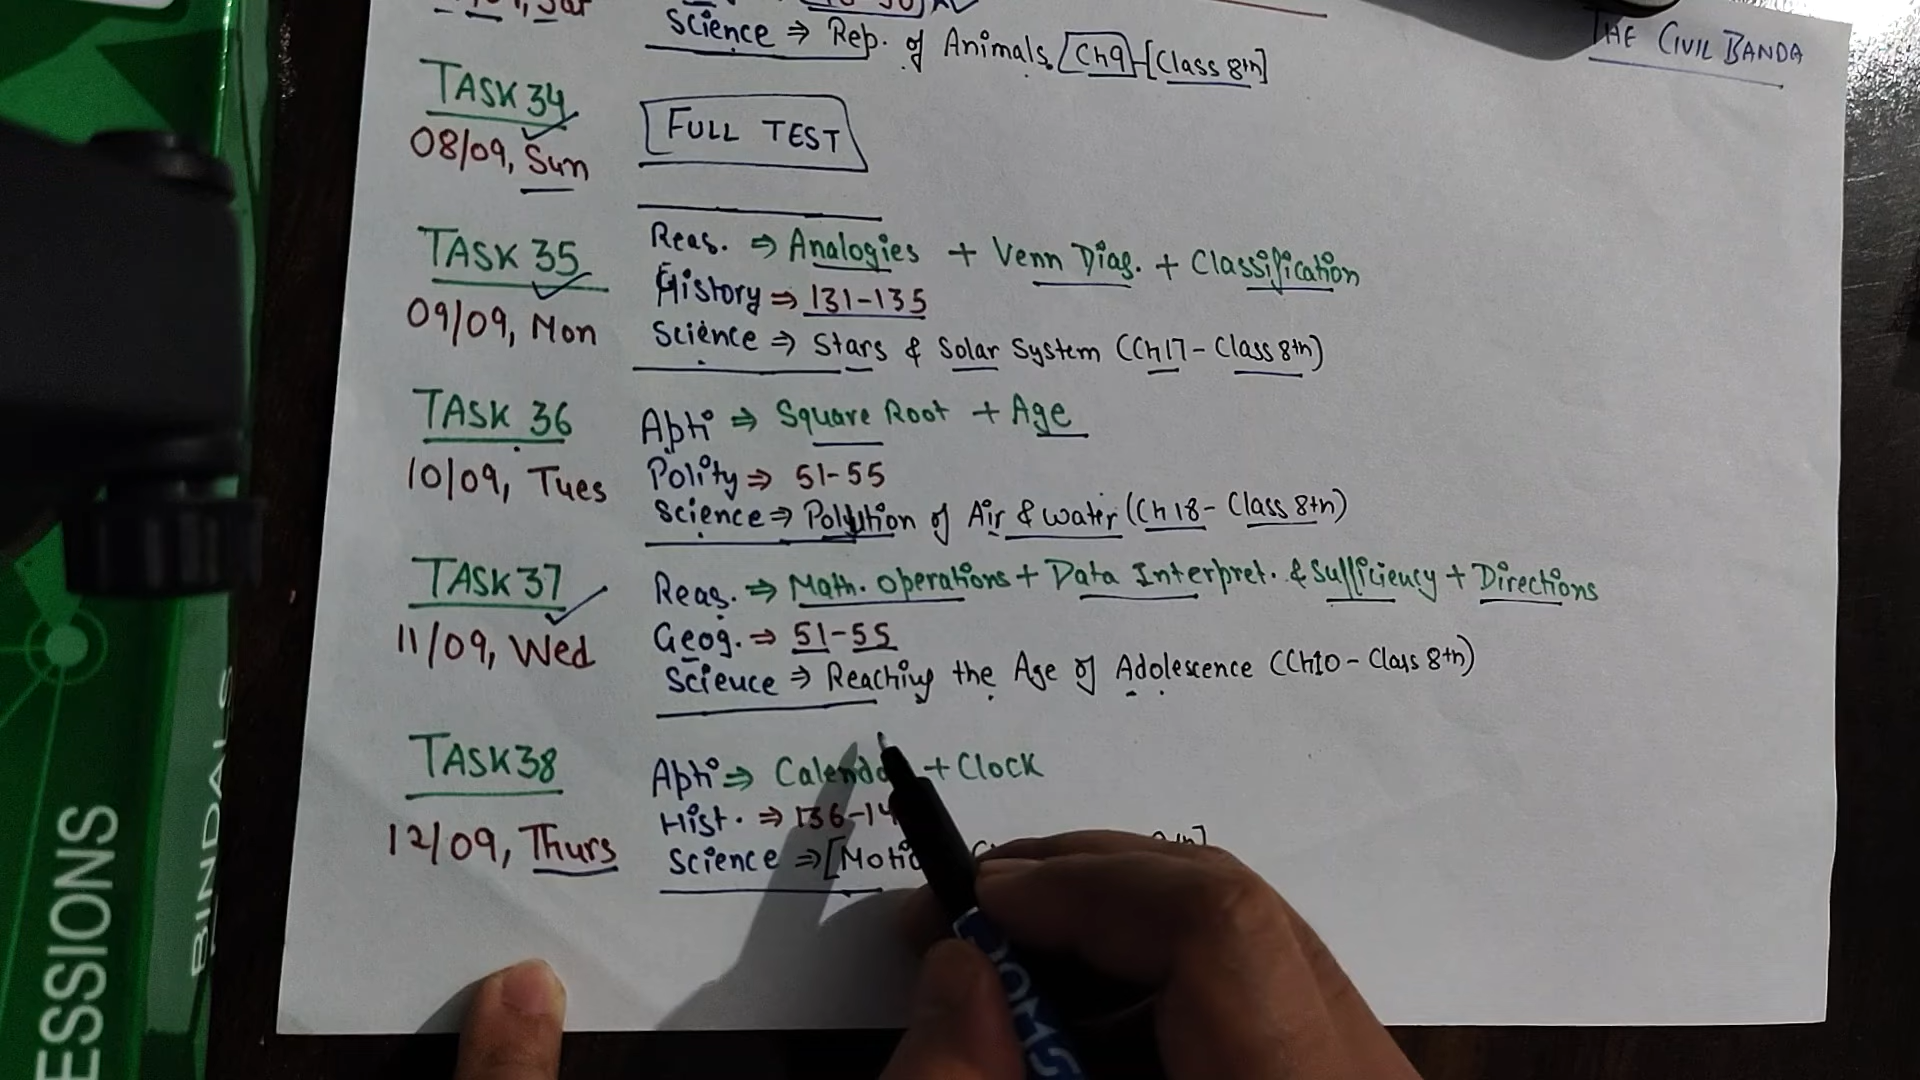 Sat
Science ⇒ Rep. of Animals. [Ch9]-[Class 8th]
THE CIVIL BANDA
TASK 34
08/09, Sun
FULL TEST
TASK 35
09/09, Mon
Reas. ⇒ Analogies + Venn Diag. + Classification
History ⇒ 131-135
Science ⇒ Stars & Solar System (Ch17 - Class 8th)
TASK 36
10/09, Tues
Apti ⇒ Square Root + Age
Polity ⇒ 51-55
Science ⇒ Pollution of Air & Water (Ch18 - Class 8th)
TASK 37
11/09, Wed
Reas. ⇒ Math. Operations + Data Interpret. & Sufficiency + Directions
Geog. ⇒ 51-55
Science ⇒ Reaching the Age of Adolescence (Ch10 - Class 8th)
TASK 38
12/09, Thurs
Apti ⇒ + Clock
Hist. ⇒
Science ⇒
ESSIONS
BINDALS
DOMS